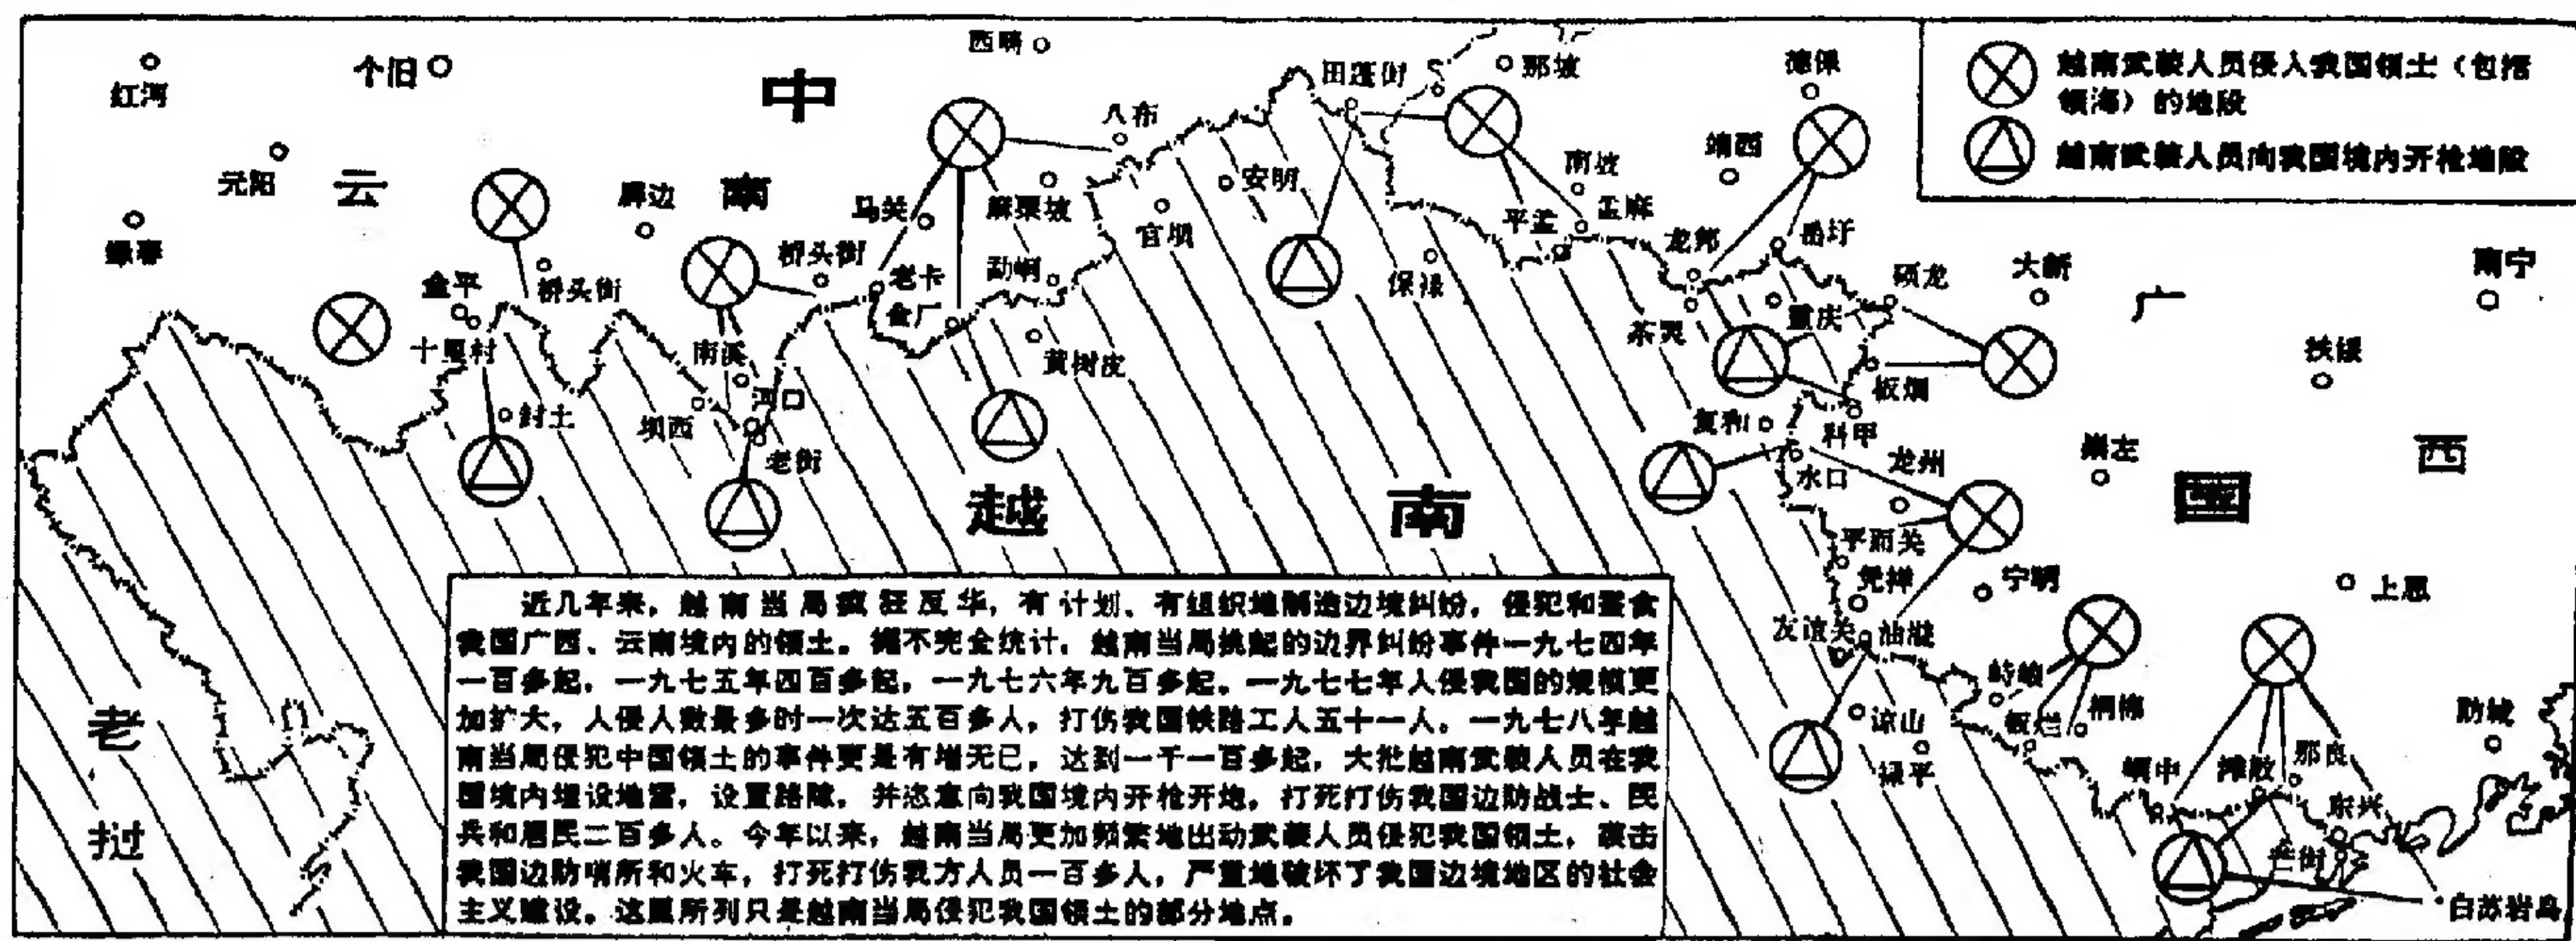 中
国
云
南
广
西
越
南
老
挝
红河
个旧
元阳
绿春
屏边
西畴
八布
马关
麻栗坡
桥头街
桥头街
金平
十里村
封土
南溪
坝西
河口
老街
老卡
金厂
勐峒
黄树皮
官坝
安明
田蓬街
那坡
南坡
孟麻
平孟
保禄
德保
靖西
龙邦
岳圩
茶灵
重庆
硕龙
大新
南宁
扶绥
板烟
复和
科甲
水口
龙州
崇左
平而关
凭祥
宁明
上思
友谊关
油隘
峙浪
板烂
桐棉
谅山
禄平
峒中
滩散
那良
东兴
芒街
防城
白苏岩岛
越南武装人员侵入我国领土（包括
领海）的地段
越南武装人员向我国境内开枪地段
近几年来，越南当局疯狂反华，有计划、有组织地制造边境纠纷，侵犯和蚕食
我国广西、云南境内的领土。据不完全统计，越南当局挑起的边界纠纷事件一九七四年
一百多起，一九七五年四百多起，一九七六年九百多起。一九七七年人侵我国的规模更
加扩大，人侵人数最多时一次达五百多人，打伤我国铁路工人五十一人。一九七八年越
南当局侵犯中国领土的事件更是有增无已，达到一千一百多起，大批越南武装人员在我
国境内埋设地雷，设置路障，并恣意向我国境内开枪开炮，打死打伤我国边防战士、民
兵和居民二百多人。今年以来，越南当局更加频繁地出动武装人员侵犯我国领土，袭击
我国边防哨所和火车，打死打伤我方人员一百多人，严重地破坏了我国边境地区的社会
主义建设。这里所列只是越南当局侵犯我国领土的部分地点。